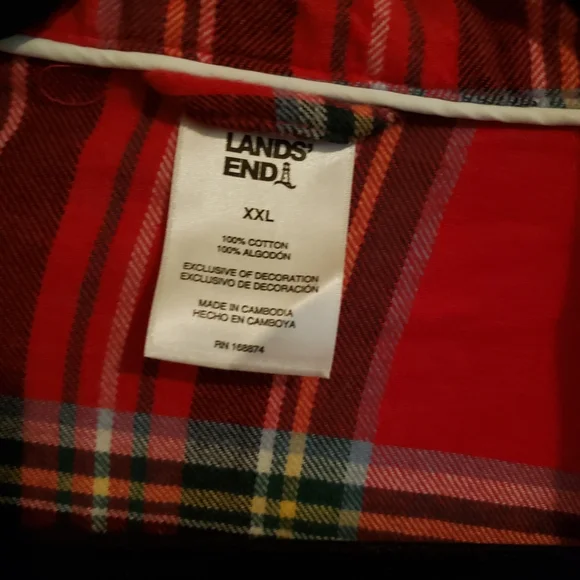 LANDS'
END
XXL
100% COTTON
100% ALGODÓN
EXCLUSIVE OF DECORATION
EXCLUSIVO DE DECORACIÓN
MADE IN CAMBODIA
HECHO EN CAMBOYA
RN 168874